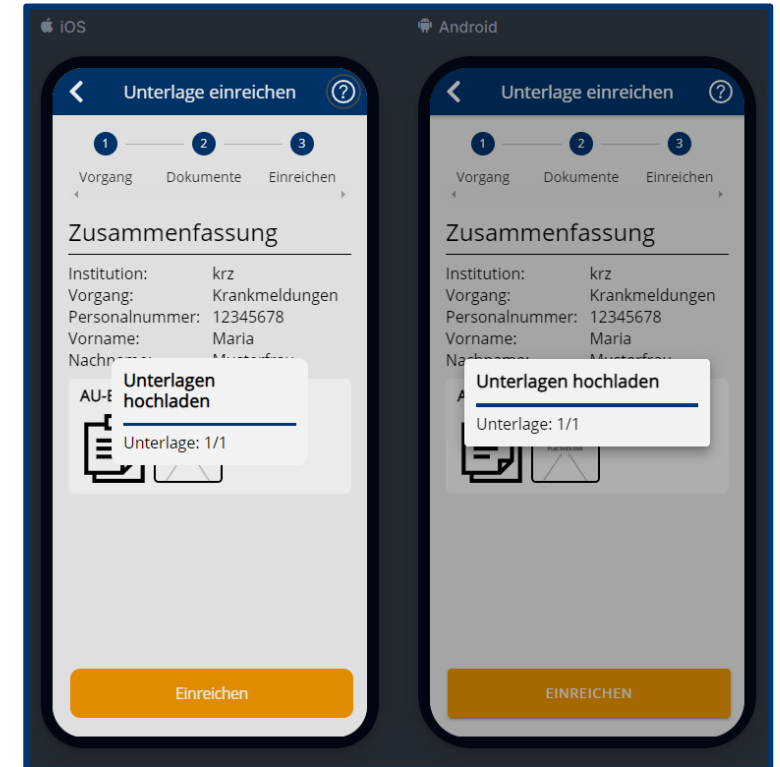 iOS
Unterlage einreichen ?
1 2 3
Vorgang Dokumente Einreichen
Zusammenfassung
Institution: krz
Vorgang: Krankmeldungen
Personalnummer: 12345678
Vorname: Maria
Unterlagen
hochladen
Unterlage: 1/1
Einreichen
Android
Unterlage einreichen ?
1 2 3
Vorgang Dokumente Einreichen
Zusammenfassung
Institution: krz
Vorgang: Krankmeldungen
Personalnummer: 12345678
Vorname: Maria
Unterlagen hochladen
Unterlage: 1/1
EINREICHEN